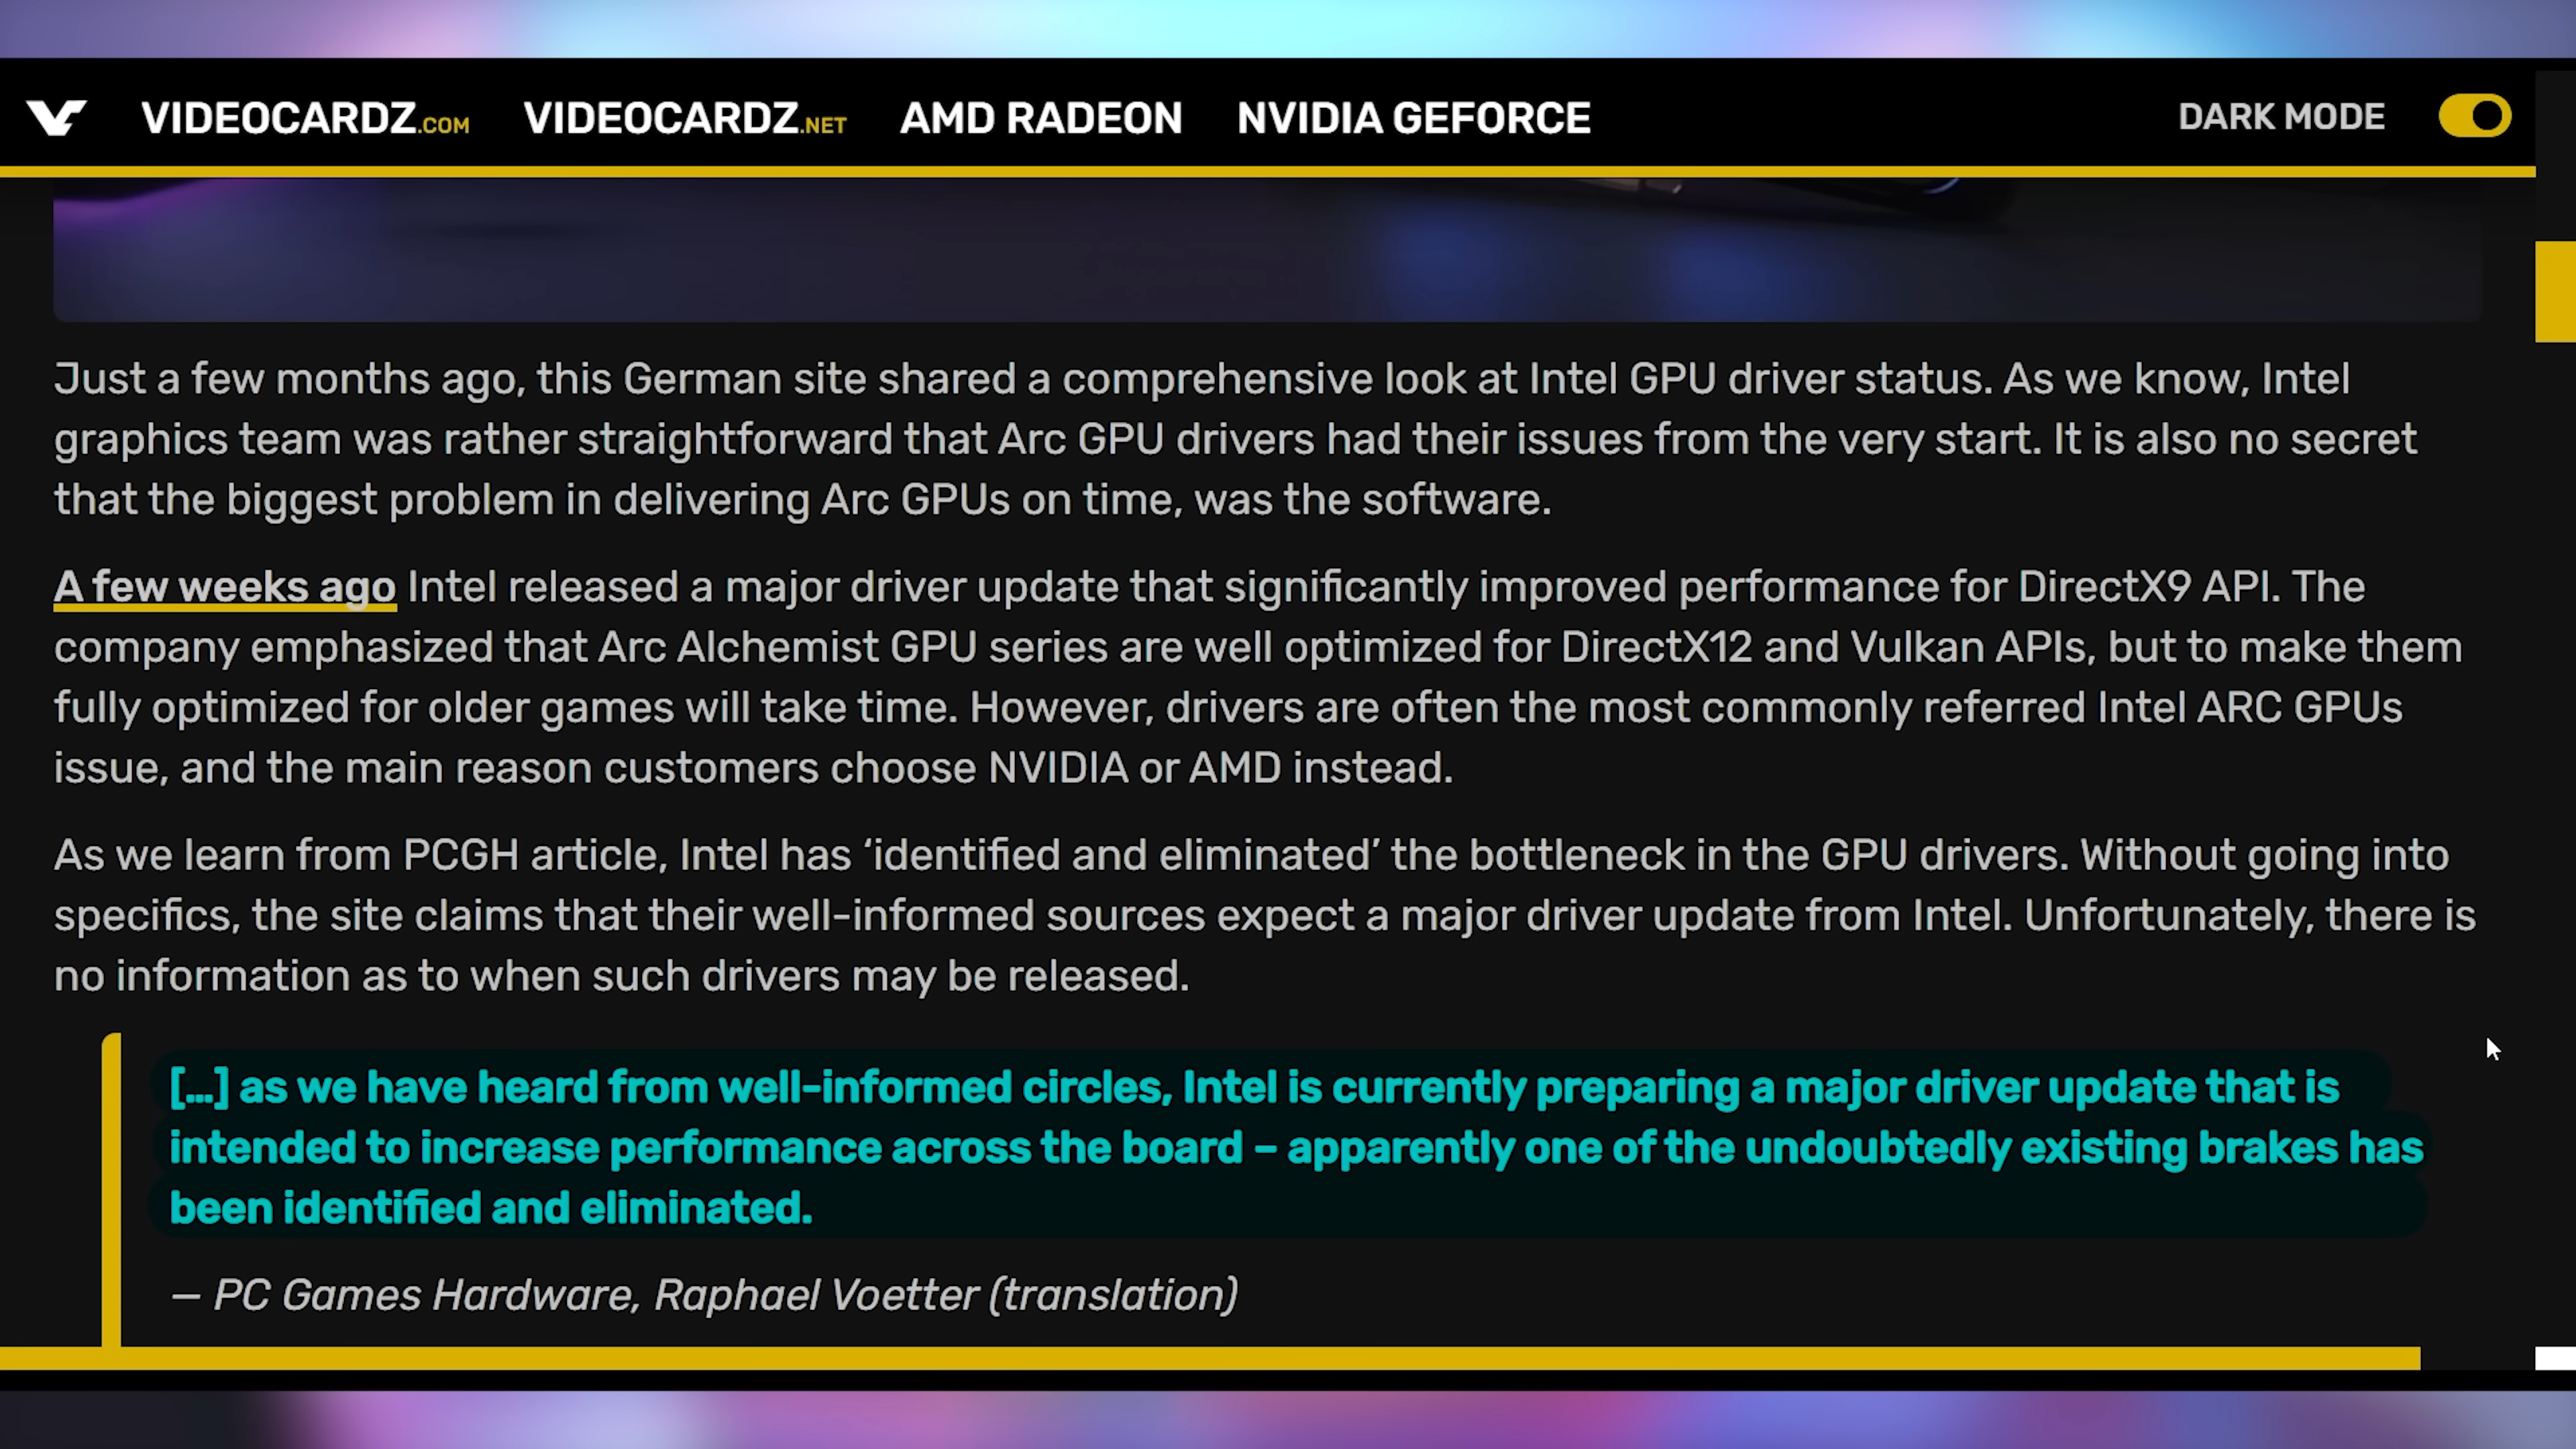 VIDEOCARDZ.COM VIDEOCARDZ.NET AMD RADEON NVIDIA GEFORCE DARK MODE
Just a few months ago, this German site shared a comprehensive look at Intel GPU driver status. As we know, Intel
graphics team was rather straightforward that Arc GPU drivers had their issues from the very start. It is also no secret
that the biggest problem in delivering Arc GPUs on time, was the software.
A few weeks ago Intel released a major driver update that significantly improved performance for DirectX9 API. The
company emphasized that Arc Alchemist GPU series are well optimized for DirectX12 and Vulkan APIs, but to make them
fully optimized for older games will take time. However, drivers are often the most commonly referred Intel ARC GPUs
issue, and the main reason customers choose NVIDIA or AMD instead.
As we learn from PCGH article, Intel has ‘identified and eliminated’ the bottleneck in the GPU drivers. Without going into
specifics, the site claims that their well-informed sources expect a major driver update from Intel. Unfortunately, there is
no information as to when such drivers may be released.
[…] as we have heard from well-informed circles, Intel is currently preparing a major driver update that is
intended to increase performance across the board – apparently one of the undoubtedly existing brakes has
been identified and eliminated.
— PC Games Hardware, Raphael Voetter (translation)